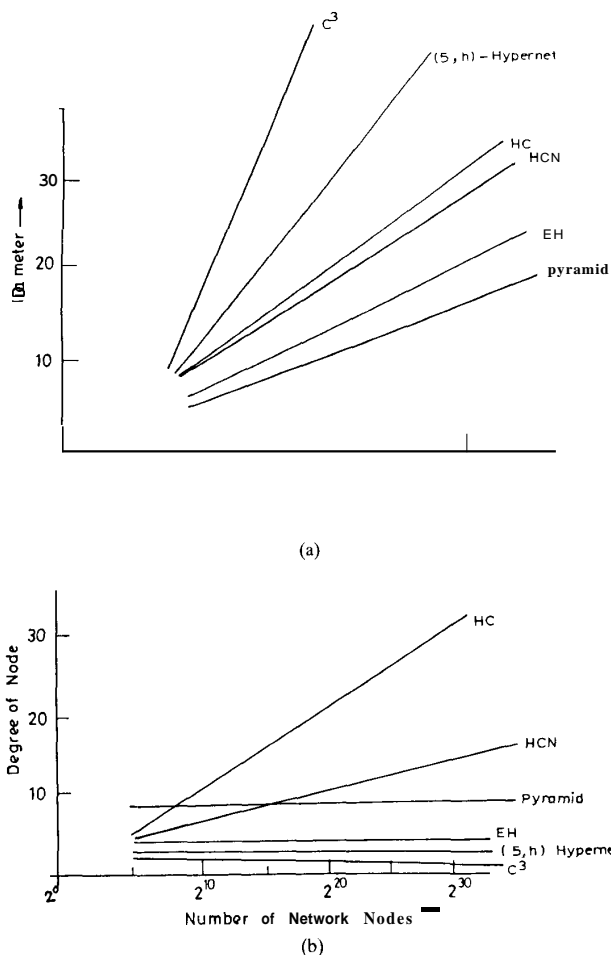 C³
(5,h)-Hypernet
HC
HCN
EH
pyramid
30
20
10
meter
(a)
HC
HCN
Pyramid
EH
(5,h) Hyperne
C³
30
20
10
Degree of Node
2⁰ 2¹⁰ 2²⁰ 2³⁰
Number of Network Nodes
(b)